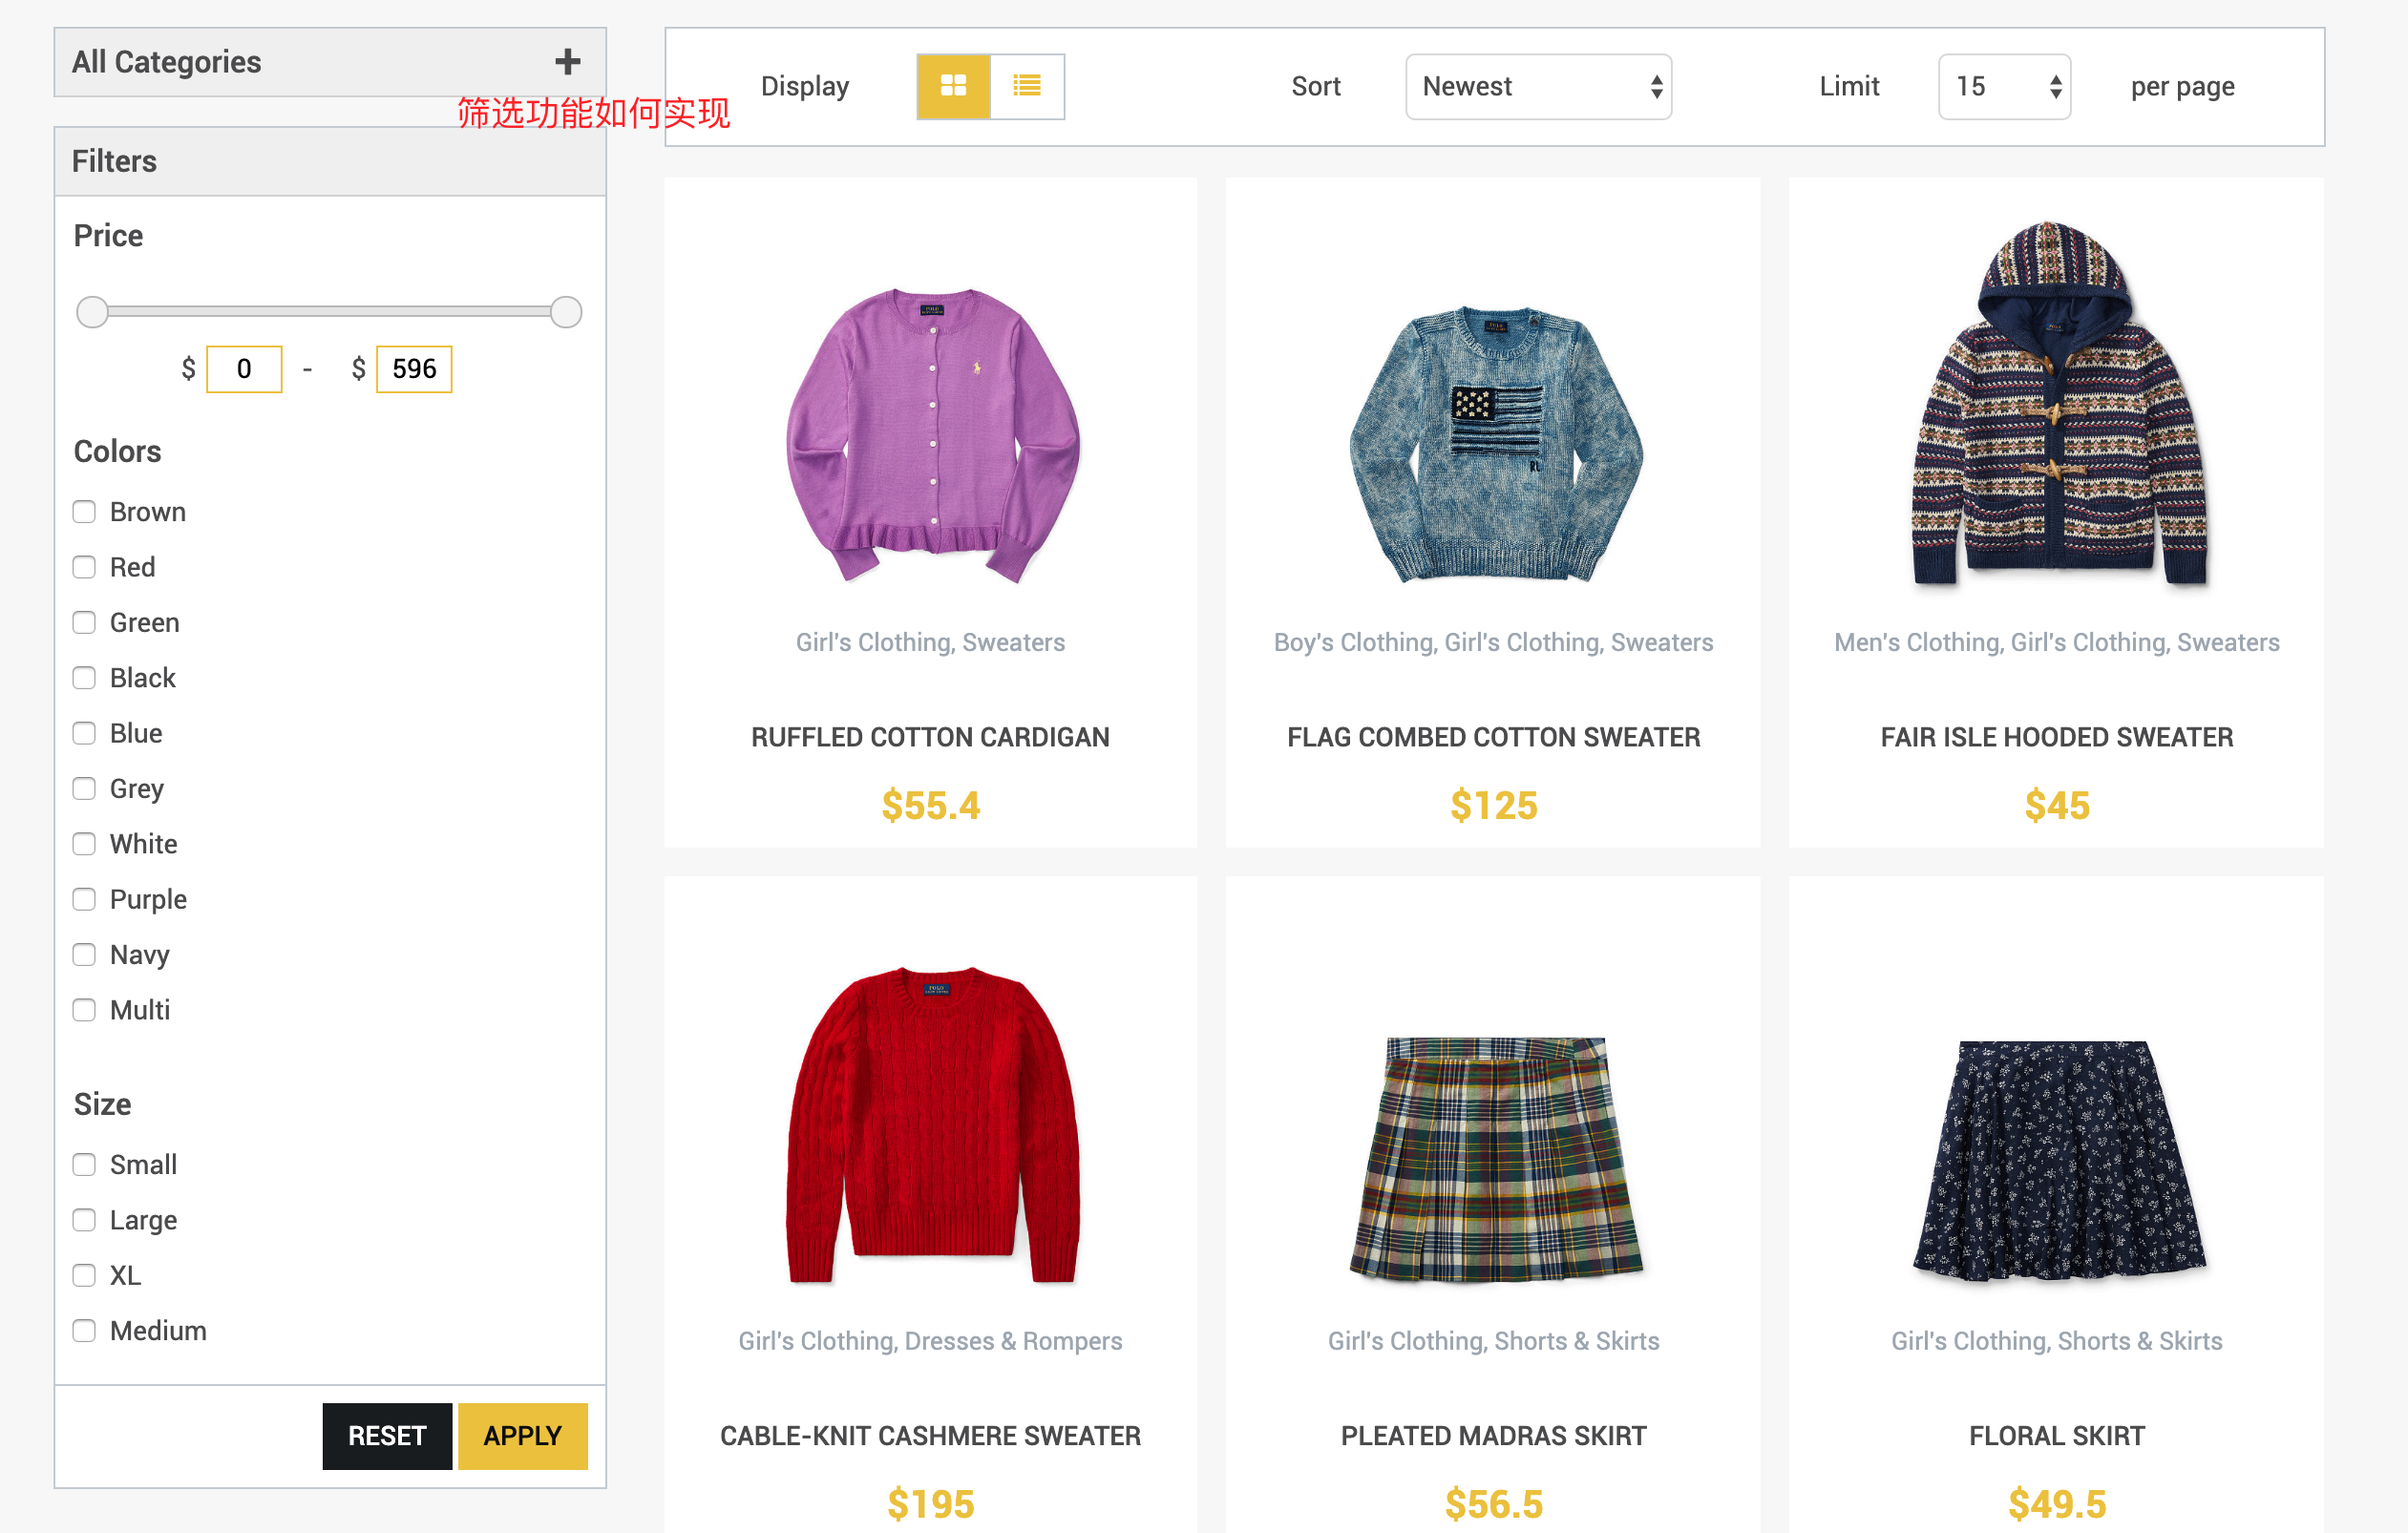 All Categories
筛选功能如何实现
Filters
Price
$ 0 - $ 596
Colors
Brown
Red
Green
Black
Blue
Grey
White
Purple
Navy
Multi
Size
Small
Large
XL
Medium
RESET APPLY
Display Sort Newest Limit 15 per page
Girl's Clothing, Sweaters
RUFFLED COTTON CARDIGAN
$55.4
Boy's Clothing, Girl's Clothing, Sweaters
FLAG COMBED COTTON SWEATER
$125
Men's Clothing, Girl's Clothing, Sweaters
FAIR ISLE HOODED SWEATER
$45
Girl's Clothing, Dresses & Rompers
CABLE-KNIT CASHMERE SWEATER
$195
Girl's Clothing, Shorts & Skirts
PLEATED MADRAS SKIRT
$56.5
Girl's Clothing, Shorts & Skirts
FLORAL SKIRT
$49.5